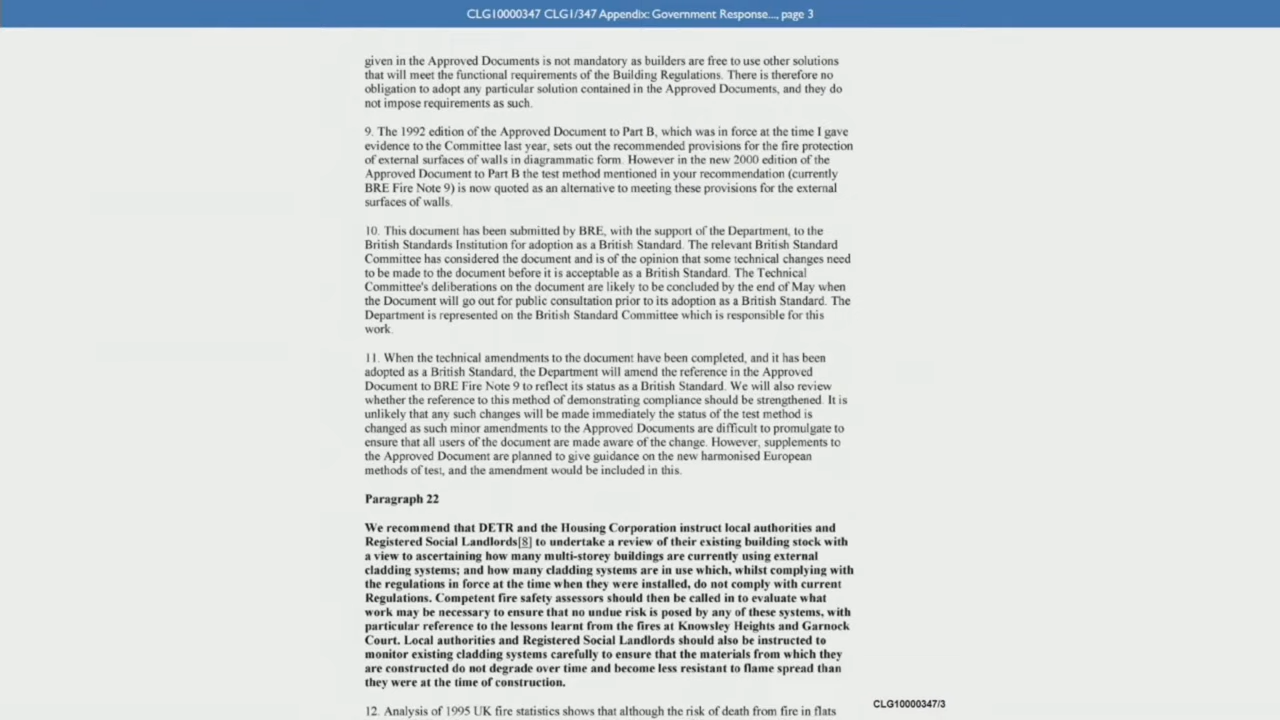 CLG10000347 CLG1/347 Appendix: Government Response..., page 3
given in the Approved Documents is not mandatory as builders are free to use other solutions
that will meet the functional requirements of the Building Regulations. There is therefore no
obligation to adopt any particular solution contained in the Approved Documents, and they do
not impose requirements as such.
9. The 1992 edition of the Approved Document to Part B, which was in force at the time I gave
evidence to the Committee last year, sets out the recommended provisions for the fire protection
of external surfaces of walls in diagrammatic form. However in the new 2000 edition of the
Approved Document to Part B the test method mentioned in your recommendation (currently
BRE Fire Note 9) is now quoted as an alternative to meeting these provisions for the external
surfaces of walls.
10. This document has been submitted by BRE, with the support of the Department, to the
British Standards Institution for adoption as a British Standard. The relevant British Standard
Committee has considered the document and is of the opinion that some technical changes need
to be made to the document before it is acceptable as a British Standard. The Technical
Committee's deliberations on the document are likely to be concluded by the end of May when
the Document will go out for public consultation prior to its adoption as a British Standard. The
Department is represented on the British Standard Committee which is responsible for this
work.
11. When the technical amendments to the document have been completed, and it has been
adopted as a British Standard, the Department will amend the reference in the Approved
Document to BRE Fire Note 9 to reflect its status as a British Standard. We will also review
whether the reference to this method of demonstrating compliance should be strengthened. It is
unlikely that any such changes will be made immediately the status of the test method is
changed as such minor amendments to the Approved Documents are difficult to promulgate to
ensure that all users of the document are made aware of the change. However, supplements to
the Approved Document are planned to give guidance on the new harmonised European
methods of test, and the amendment would be included in this.
Paragraph 22
We recommend that DETR and the Housing Corporation instruct local authorities and
Registered Social Landlords[8] to undertake a review of their existing building stock with
a view to ascertaining how many multi-storey buildings are currently using external
cladding systems; and how many cladding systems are in use which, whilst complying with
the regulations in force at the time when they were installed, do not comply with current
Regulations. Competent fire safety assessors should then be called in to evaluate what
work may be necessary to ensure that no undue risk is posed by any of these systems, with
particular reference to the lessons learnt from the fires at Knowsley Heights and Garnock
Court. Local authorities and Registered Social Landlords should also be instructed to
monitor existing cladding systems carefully to ensure that the materials from which they
are constructed do not degrade over time and become less resistant to flame spread than
they were at the time of construction.
12. Analysis of 1995 UK fire statistics shows that although the risk of death from fire in flats
CLG10000347/3